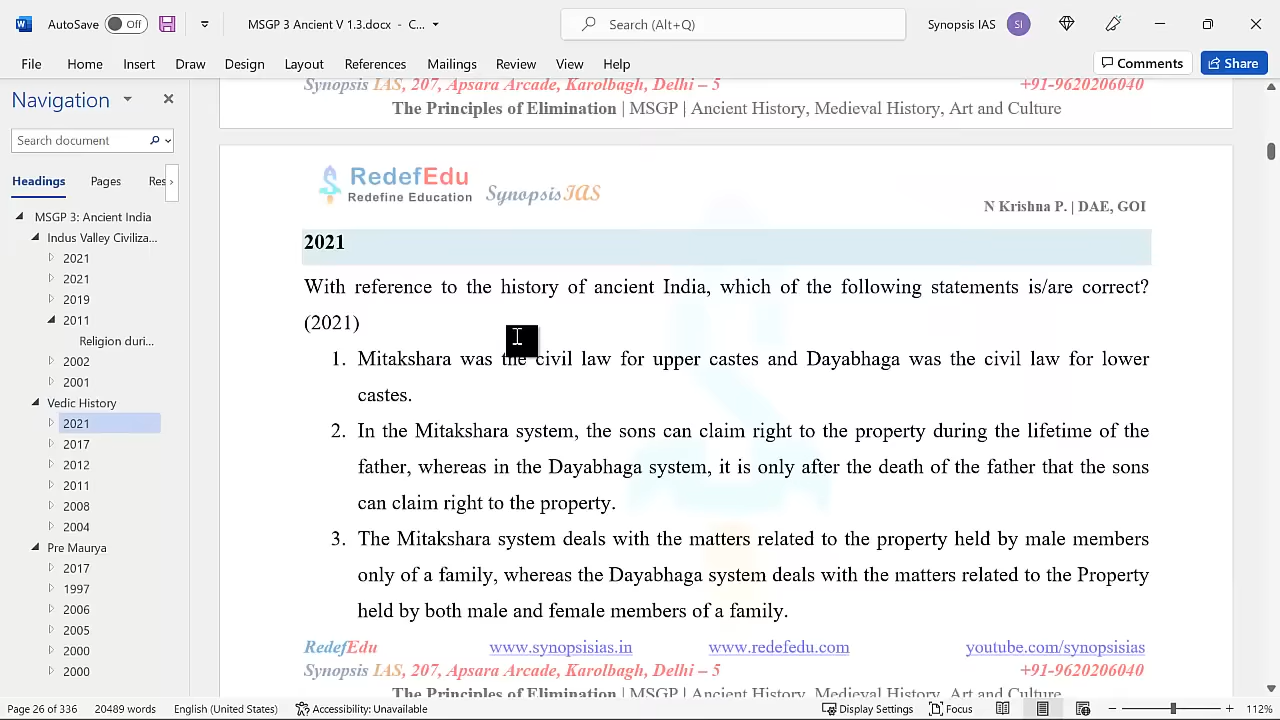 AutoSave Off MSGP 3 Ancient V 1.3.docx - C... Search (Alt+Q) Synopsis IAS SI
File Home Insert Draw Design Layout References Mailings Review View Help Comments Share
Navigation
Search document
Headings Pages Res
MSGP 3: Ancient India
Indus Valley Civiliza...
2021
2021
2019
2011
Religion duri...
2002
2001
Vedic History
2021
2017
2012
2011
2008
2004
Pre Maurya
2017
1997
2006
2005
2000
2000
Synopsis IAS, 207, Apsara Arcade, Karolbagh, Delhi – 5 +91-9620206040
The Principles of Elimination | MSGP | Ancient History, Medieval History, Art and Culture
RedefEdu
Redefine Education SynopsisIAS
N Krishna P. | DAE, GOI
2021
With reference to the history of ancient India, which of the following statements is/are correct?
(2021)
1. Mitakshara was the civil law for upper castes and Dayabhaga was the civil law for lower
castes.
2. In the Mitakshara system, the sons can claim right to the property during the lifetime of the
father, whereas in the Dayabhaga system, it is only after the death of the father that the sons
can claim right to the property.
3. The Mitakshara system deals with the matters related to the property held by male members
only of a family, whereas the Dayabhaga system deals with the matters related to the Property
held by both male and female members of a family.
RedefEdu www.synopsisias.in www.redefedu.com youtube.com/synopsisias
Synopsis IAS, 207, Apsara Arcade, Karolbagh, Delhi – 5 +91-9620206040
The Principles of Elimination | MSGP | Ancient History, Medieval History, Art and Culture
Page 26 of 336 20489 words English (United States) Accessibility: Unavailable Display Settings Focus 112%